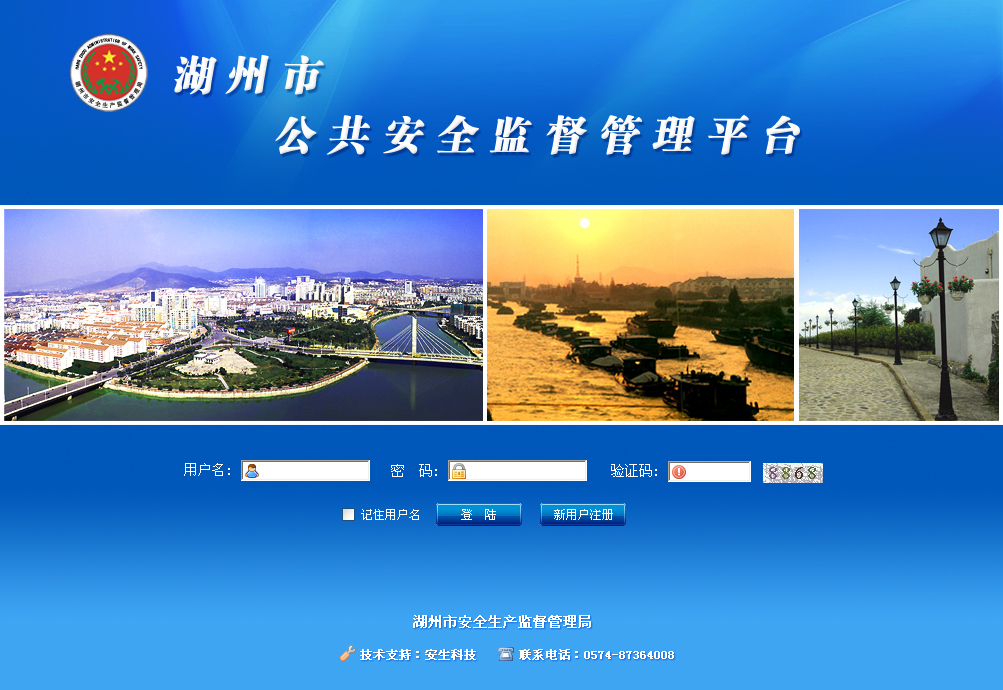 湖州市
公共安全监督管理平台
用户名： 密 码： 验证码： 8868
记住用户名 登 陆 新用户注册
湖州市安全生产监督管理局
技术支持：安生科技 联系电话：0574-87364008